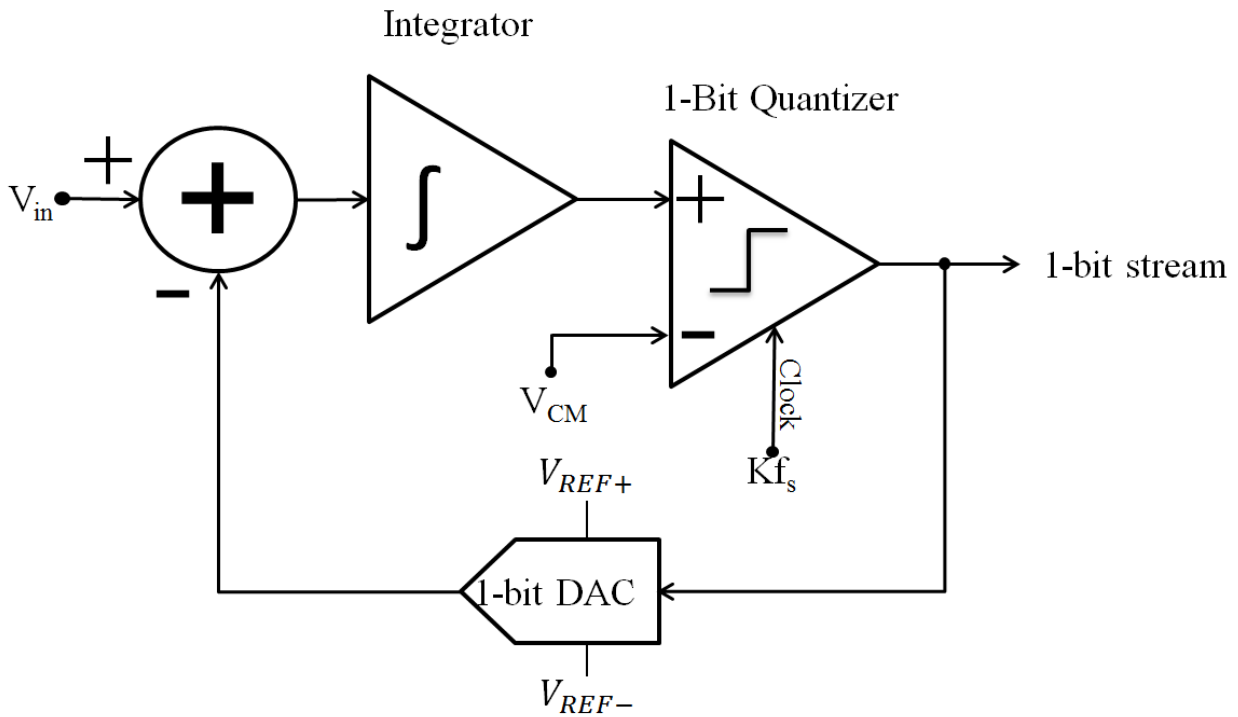 Integrator
1-Bit Quantizer
+
V_in
+
∫
+
1-bit stream
-
-
V_CM
Clock
Kf_s
V_REF+
1-bit DAC
V_REF−